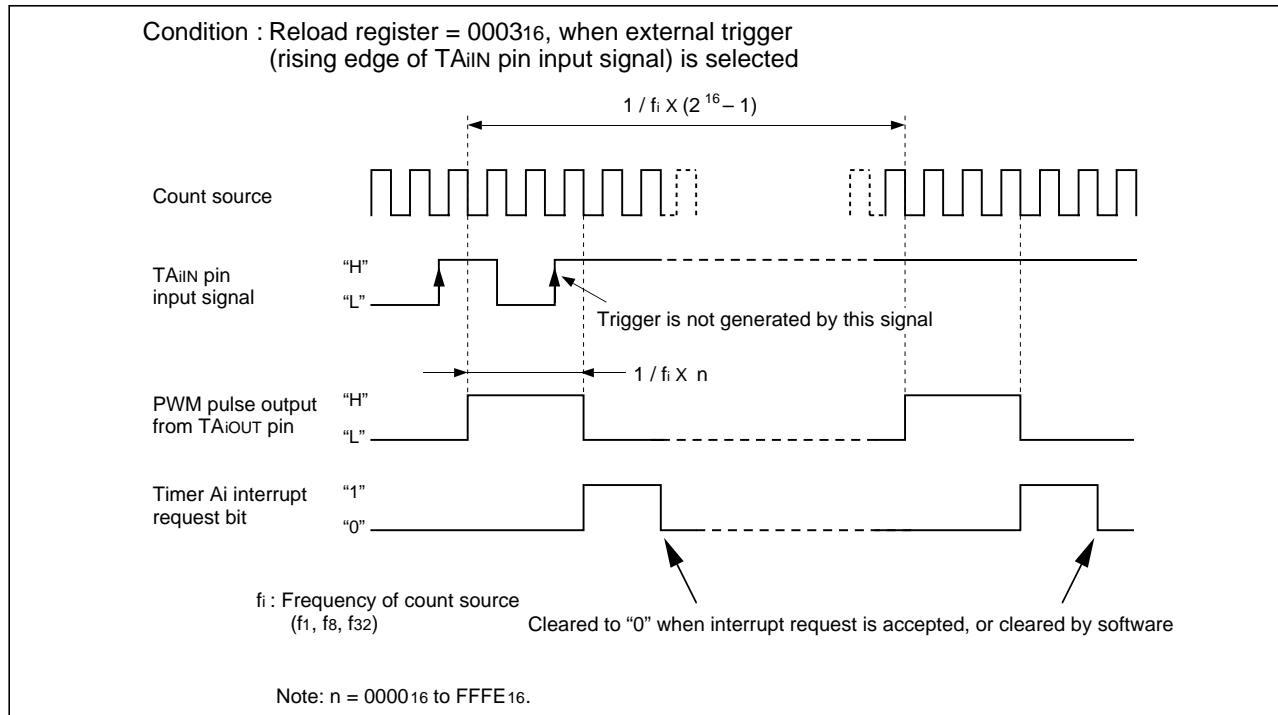 Condition : Reload register = 0003₁₆, when external trigger
(rising edge of TAiIN pin input signal) is selected
1 / fi X (2¹⁶ – 1)
Count source
TAiIN pin
input signal
“H”
“L”
Trigger is not generated by this signal
1 / fi X n
PWM pulse output
from TAiOUT pin
“H”
“L”
Timer Ai interrupt
request bit
“1”
“0”
fi : Frequency of count source
(f1, f8, f32)
Cleared to “0” when interrupt request is accepted, or cleared by software
Note: n = 0000₁₆ to FFFE₁₆.